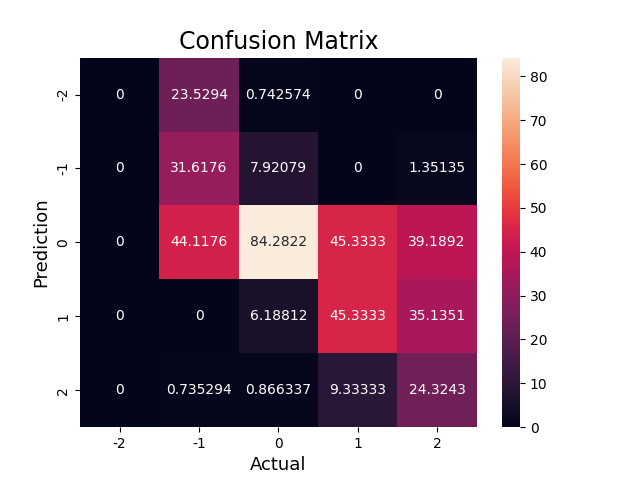 Confusion Matrix
-2 0 23.5294 0.742574 0 0
-1 0 31.6176 7.92079 0 1.35135
0 0 44.1176 84.2822 45.3333 39.1892
1 0 0 6.18812 45.3333 35.1351
2 0 0.735294 0.866337 9.33333 24.3243
-2 -1 0 1 2
Prediction
Actual
80
70
60
50
40
30
20
10
0